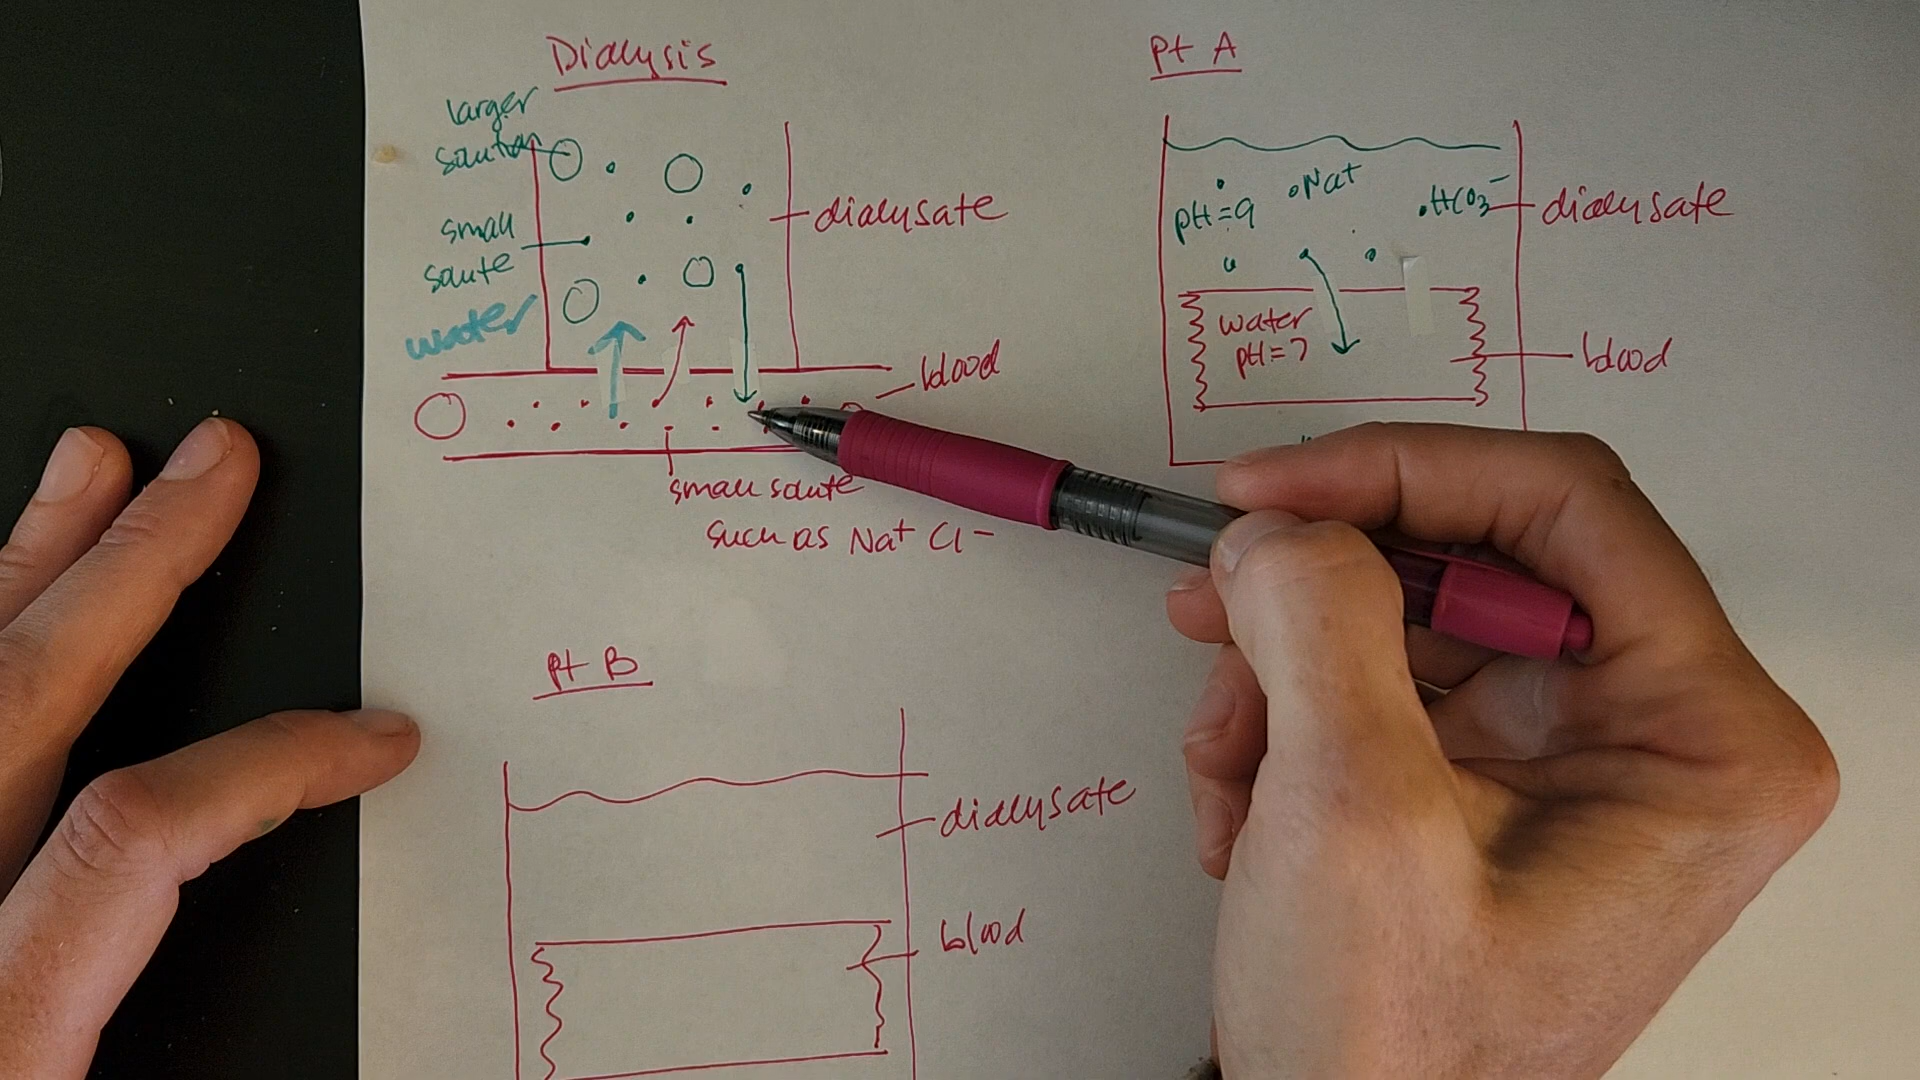 Dialysis
larger
small
solute
water
dialysate
blood
small solute
such as Na+ Cl-
Pt A
pH=9
Na+
HCO3-
dialysate
water
pH=7
blood
Pt B
dialysate
blood